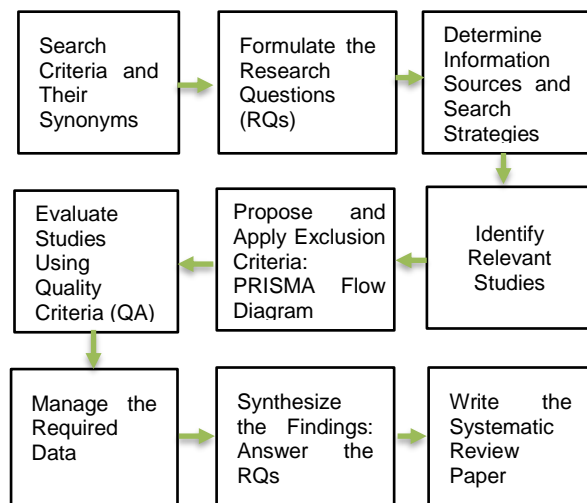 Search
Criteria and
Their
Synonyms
Formulate the
Research
Questions
(RQs)
Determine
Information
Sources and
Search
Strategies
Identify
Relevant
Studies
Propose and
Apply Exclusion
Criteria:
PRISMA Flow
Diagram
Evaluate
Studies
Using
Quality
Criteria (QA)
Manage the
Required
Data
Synthesize
the Findings:
Answer the
RQs
Write the
Systematic
Review
Paper